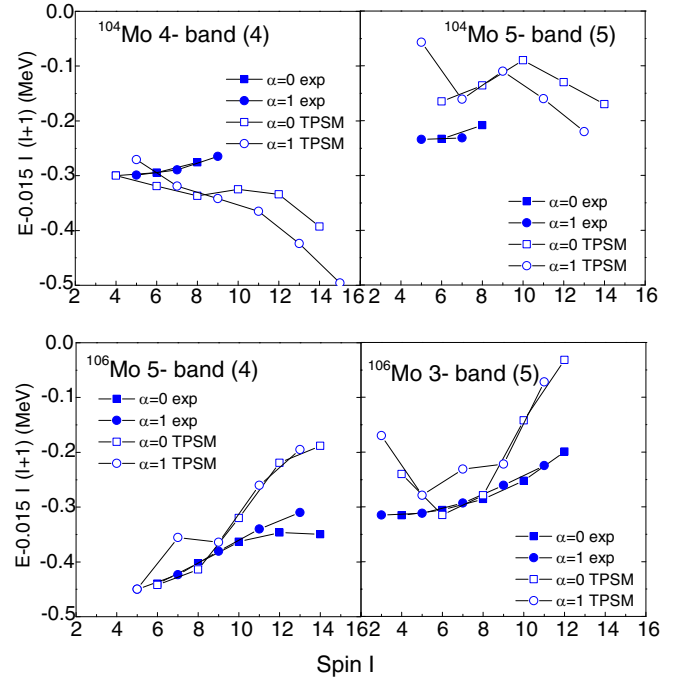 ¹⁰⁴Mo 4- band (4)
α=0 exp
α=1 exp
α=0 TPSM
α=1 TPSM
¹⁰⁴Mo 5- band (5)
α=0 exp
α=1 exp
α=0 TPSM
α=1 TPSM
E-0.015 I (I+1) (MeV)
0.0
-0.1
-0.2
-0.3
-0.4
-0.5
2 4 6 8 10 12 14 16
2 4 6 8 10 12 14 16
¹⁰⁶Mo 5- band (4)
α=0 exp
α=1 exp
α=0 TPSM
α=1 TPSM
¹⁰⁶Mo 3- band (5)
α=0 exp
α=1 exp
α=0 TPSM
α=1 TPSM
E-0.015 I (I+1) (MeV)
0.0
-0.1
-0.2
-0.3
-0.4
-0.5
2 4 6 8 10 12 14 16
2 4 6 8 10 12 14 16
Spin I